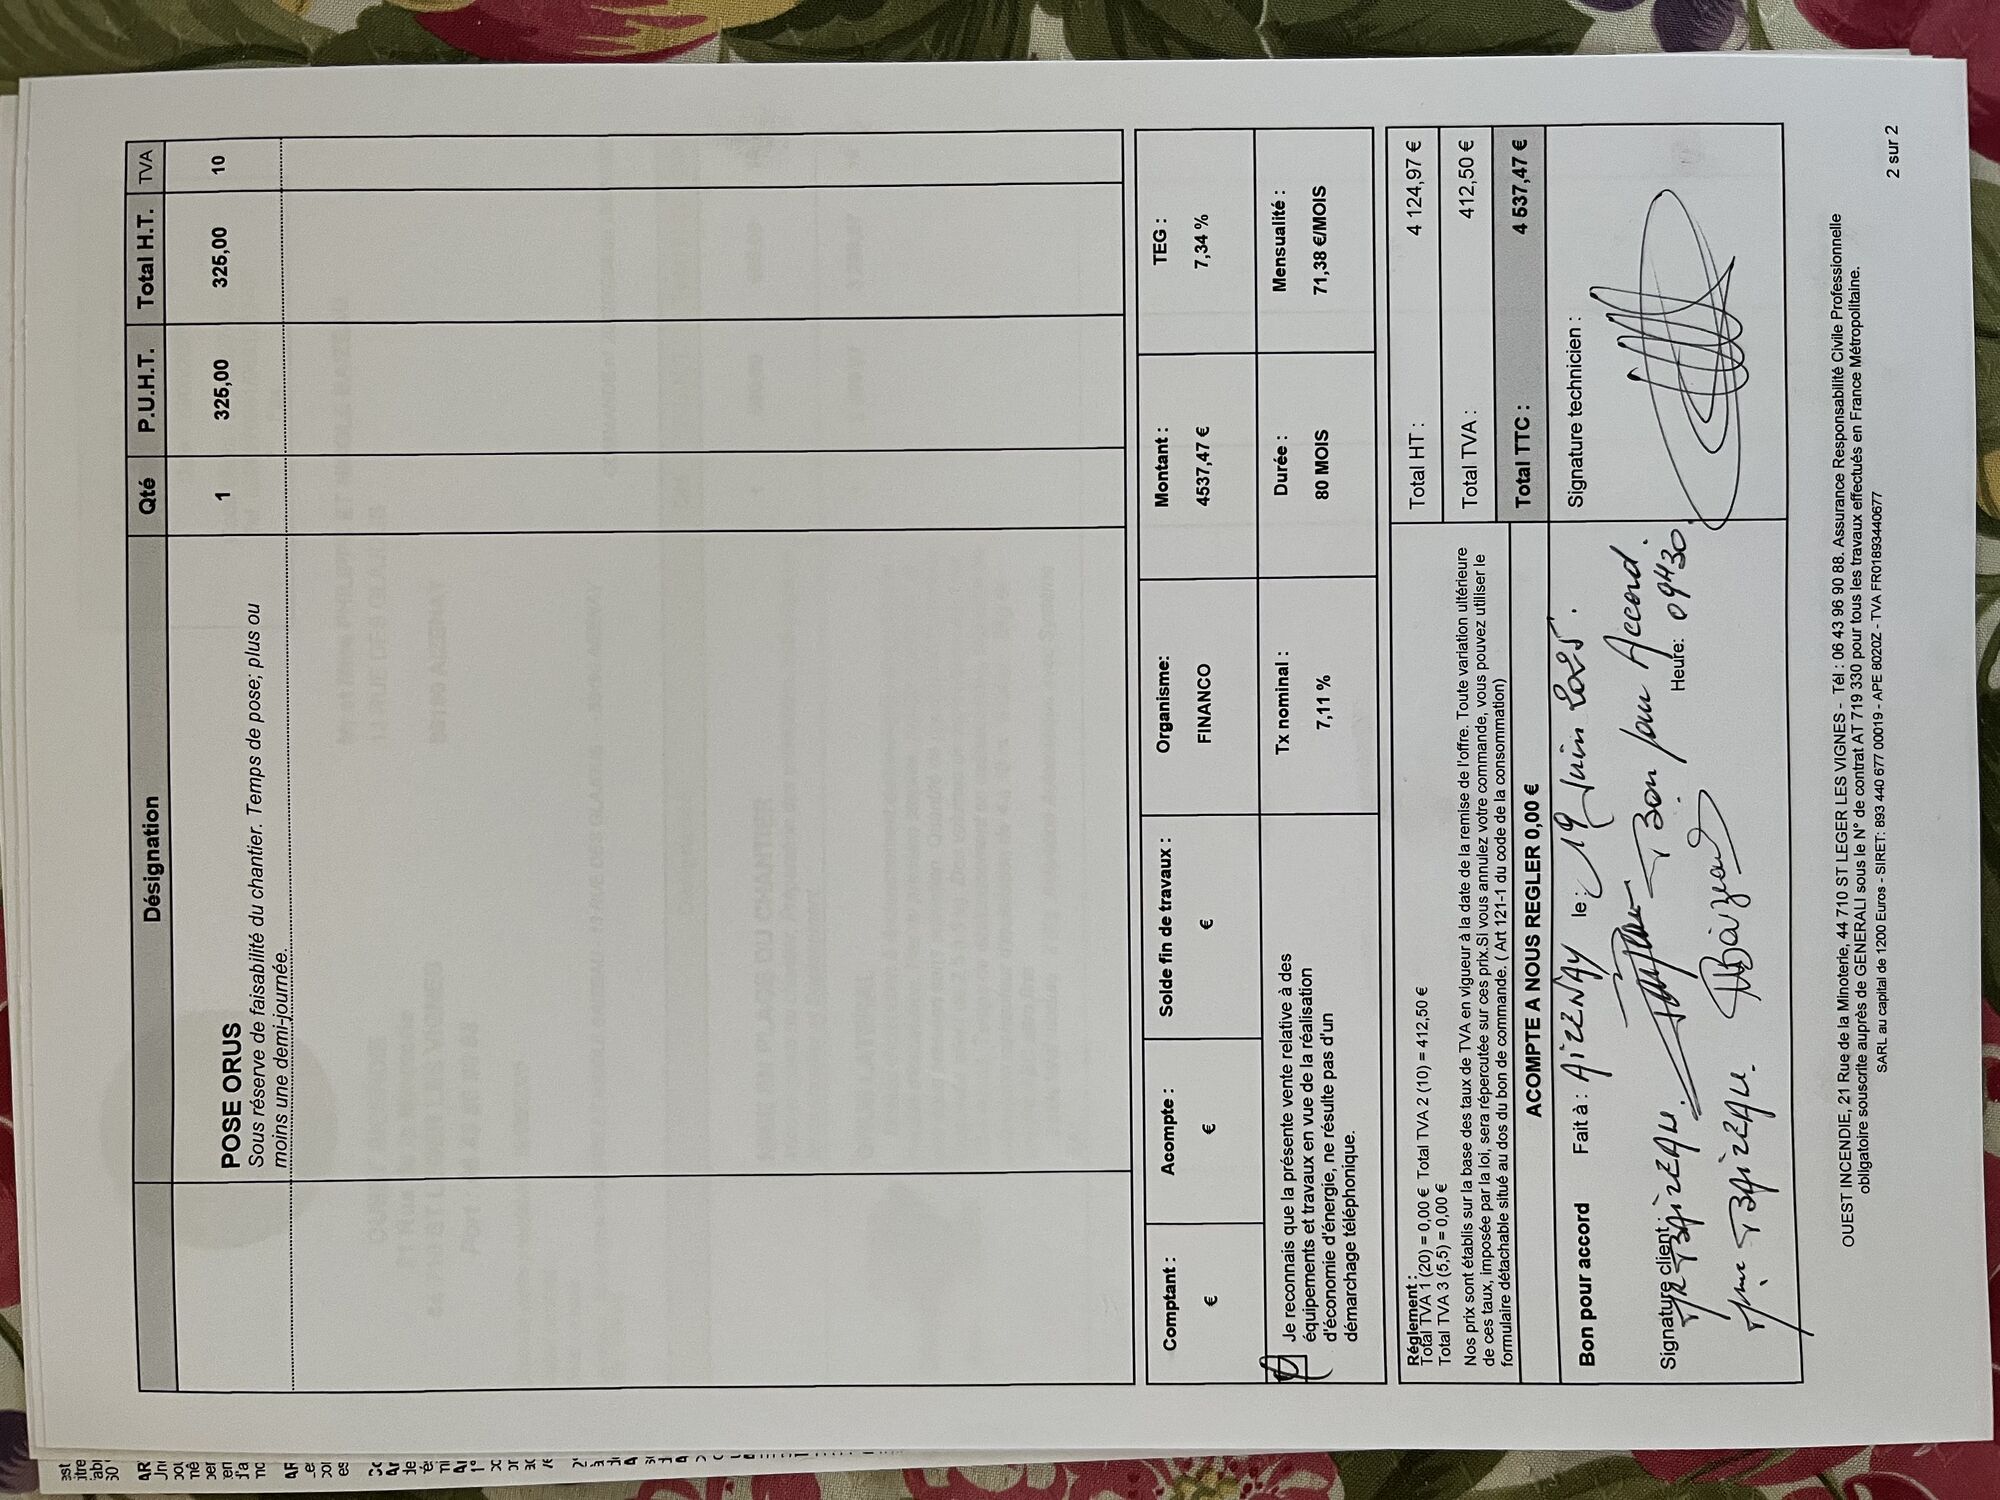 Désignation Qté P.U.H.T. Total H.T. TVA
POSE ORUS 1 325,00 325,00 10
Sous réserve de faisabilité du chantier. Temps de pose; plus ou
moins une demi-journée.
Comptant : Acompte : Solde fin de travaux : Organisme: Montant : TEG :
€ € € FINANCO 4537,47 € 7,34 %
Je reconnais que la présente vente relative à des
équipements et travaux en vue de la réalisation
d'économie d'énergie, ne résulte pas d'un
démarchage téléphonique.
Tx nominal : Durée : Mensualité :
7,11 % 80 MOIS 71,38 €/MOIS
Réglement :
Total TVA 1 (20) = 0,00 € Total TVA 2 (10) = 412,50 €
Total TVA 3 (5,5) = 0,00 €
Nos prix sont établis sur la base des taux de TVA en vigueur à la date de la remise de l'offre. Toute variation ultérieure
de ces taux, imposée par la loi, sera répercutée sur ces prix.Si vous annulez votre commande, vous pouvez utiliser le
formulaire détachable situé au dos du bon de commande. ( Art 121-1 du code de la consommation)
ACOMPTE A NOUS REGLER 0,00 €
Total HT : 4 124,97 €
Total TVA : 412,50 €
Total TTC : 4 537,47 €
Bon pour accord Fait à : AIZENAY le : 19 Juin 2025.
Bon pour Accord.
Signature client : Heure: 09H30
Mr BAIZEAU.
Mme BAIZEAU.
Signature technicien :
OUEST INCENDIE, 21 Rue de la Minoterie, 44 710 ST LEGER LES VIGNES - Tél : 06 43 96 90 88. Assurance Responsabilité Civile Professionnelle
obligatoire souscrite auprès de GENERALI sous le N° de contrat AT 719 330 pour tous les travaux effectués en France Métropolitaine.
SARL au capital de 1200 Euros - SIRET: 893 440 677 00019 - APE 8020Z - TVA FR01893440677
2 sur 2